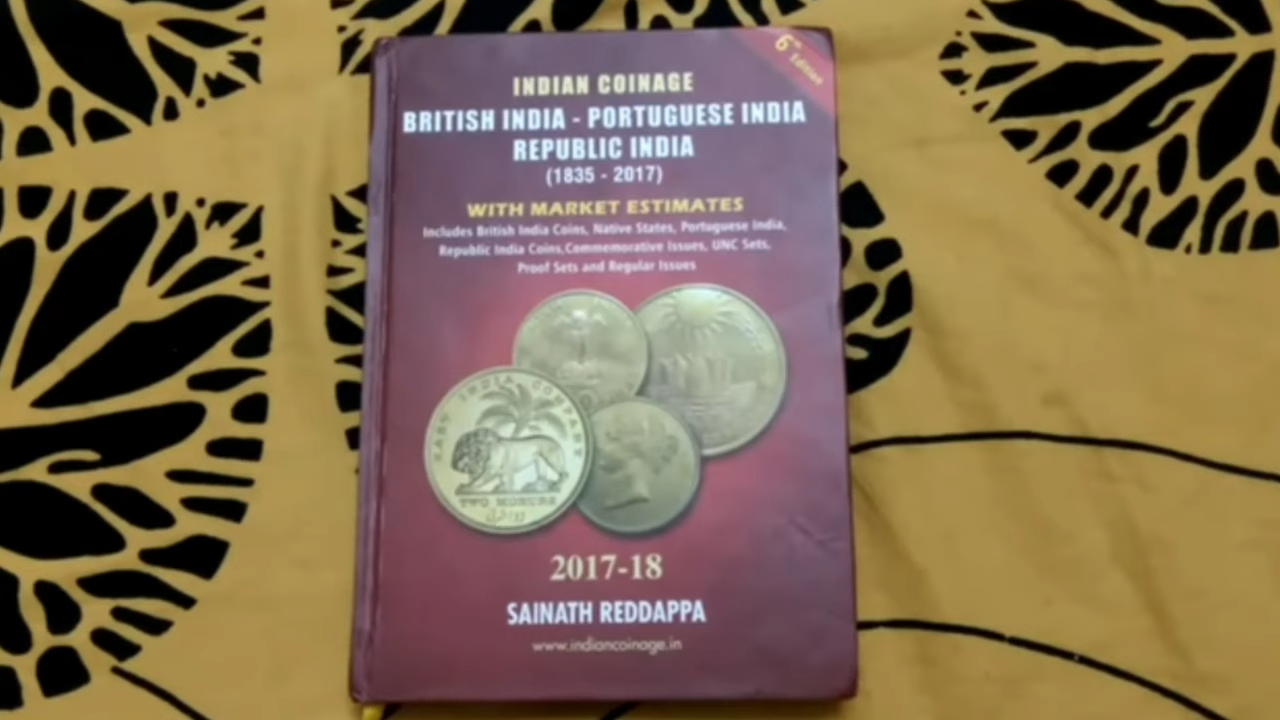 6th Edition
INDIAN COINAGE
BRITISH INDIA - PORTUGUESE INDIA
REPUBLIC INDIA
(1835 - 2017)
WITH MARKET ESTIMATES
Includes British India Coins, Native States, Portuguese India,
Republic India Coins,Commemorative Issues, UNC Sets,
Proof Sets and Regular Issues
EAST INDIA COMPANY
TWO MOHURS
2017-18
SAINATH REDDAPPA
www.indiancoinage.in